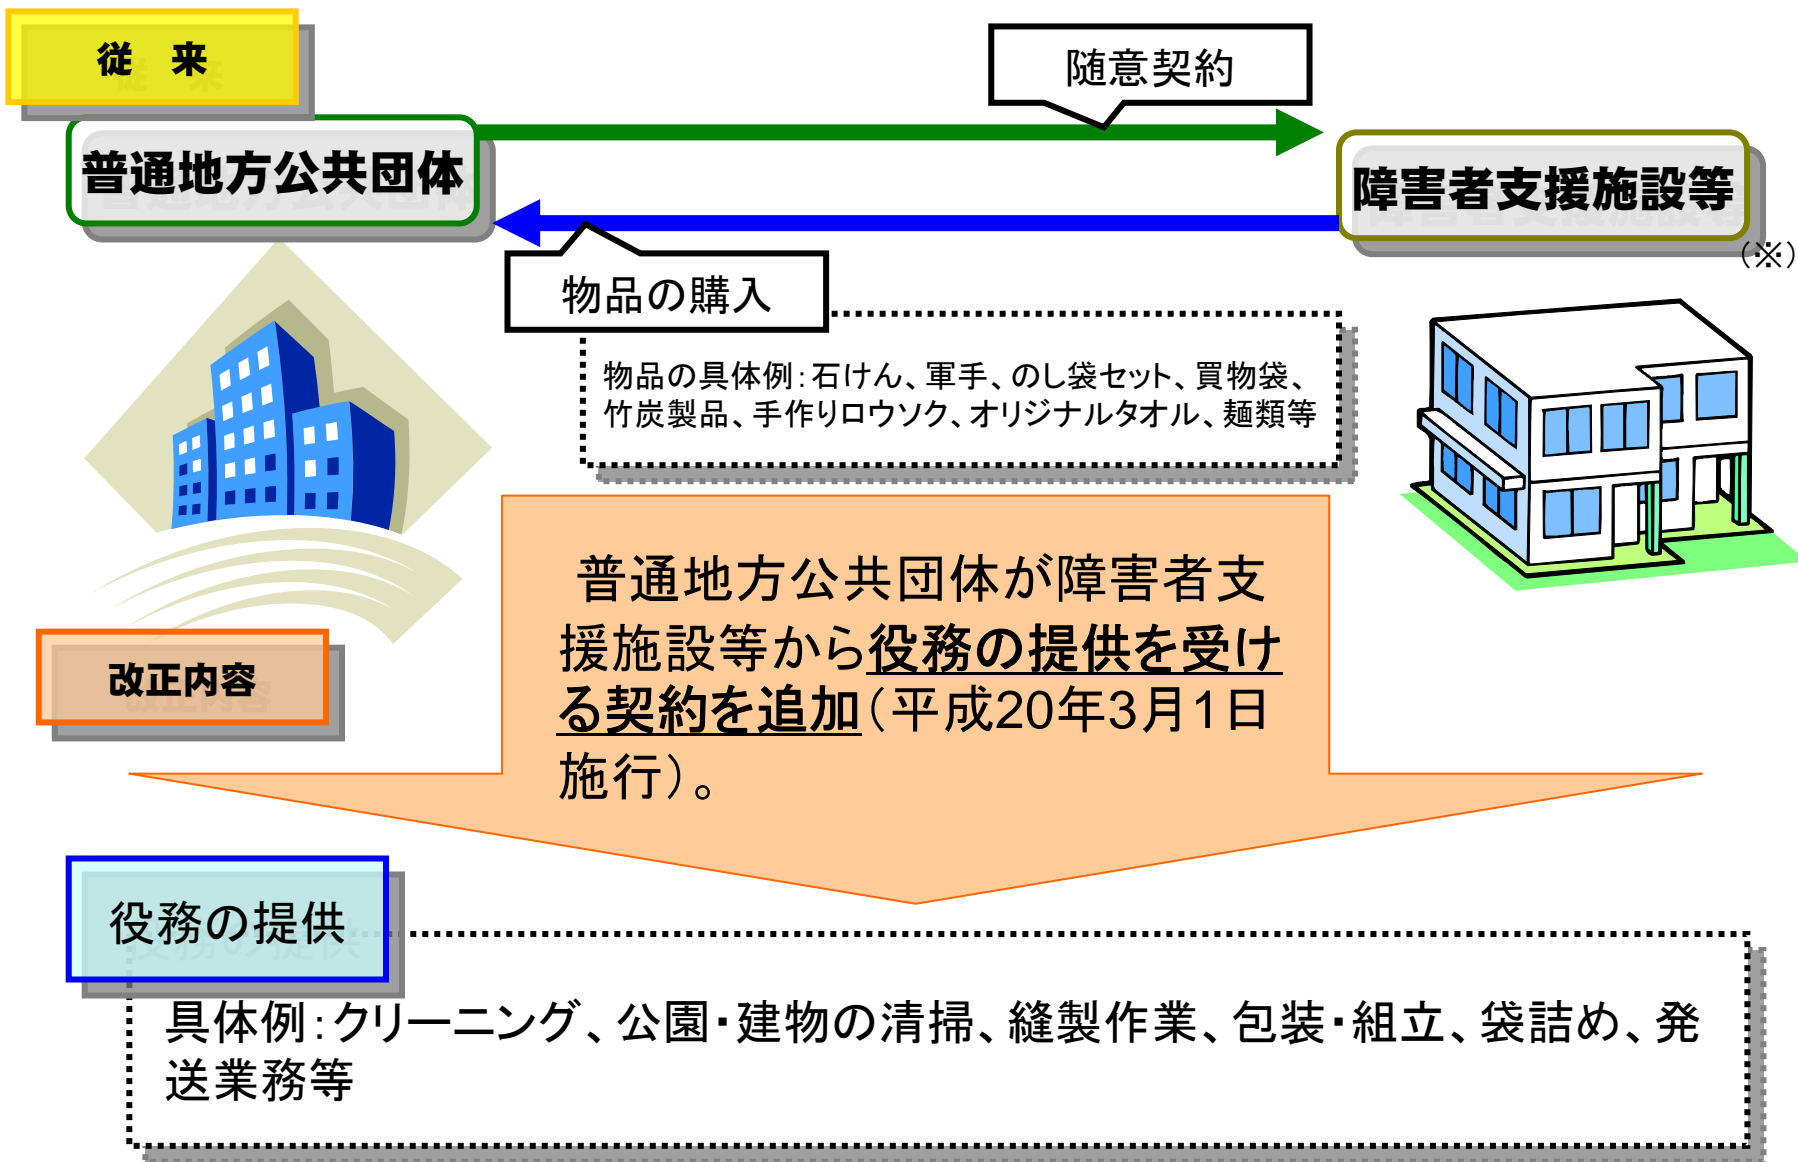 従　来
随意契約
普通地方公共団体
障害者支援施設等
(※)
物品の購入
物品の具体例：石けん、軍手、のし袋セット、買物袋、
竹炭製品、手作りロウソク、オリジナルタオル、麺類等
普通地方公共団体が障害者支
援施設等から役務の提供を受け
る契約を追加（平成20年3月1日
施行）。
改正内容
役務の提供
具体例：クリーニング、公園・建物の清掃、縫製作業、包装・組立、袋詰め、発
送業務等